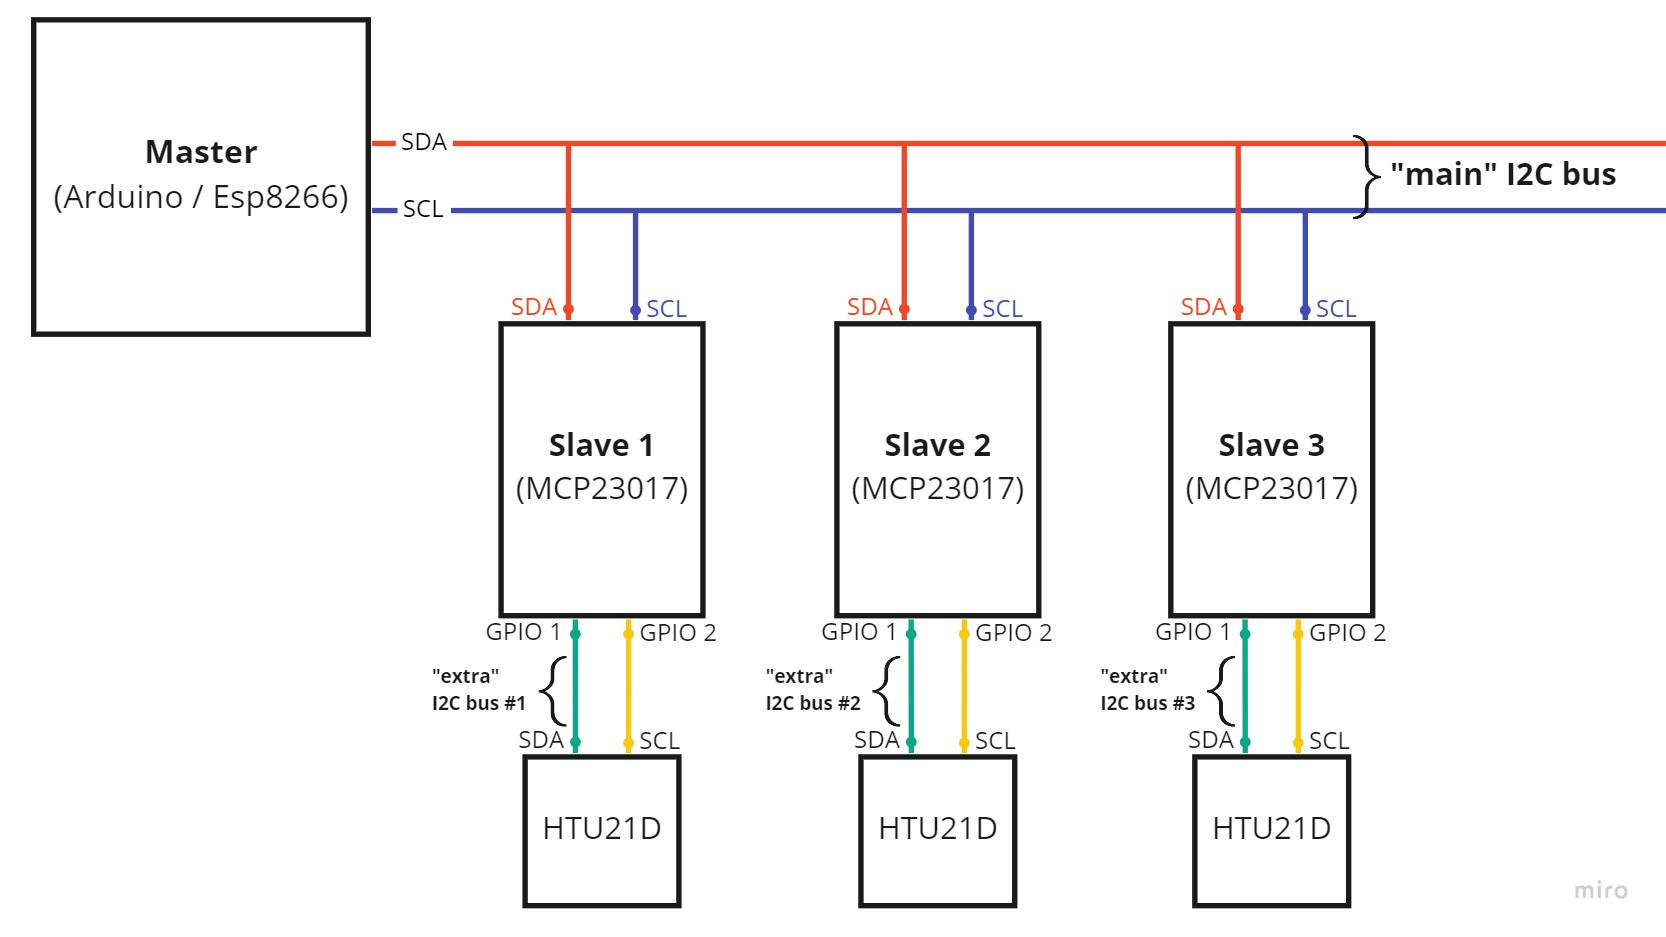 SDA
Master
(Arduino / Esp8266)
"main" I2C bus
SCL
SDA
SCL
SDA
SCL
SDA
SCL
Slave 1
(MCP23017)
Slave 2
(MCP23017)
Slave 3
(MCP23017)
GPIO 1
GPIO 2
GPIO 1
GPIO 2
GPIO 1
GPIO 2
"extra"
I2C bus #1
"extra"
I2C bus #2
"extra"
I2C bus #3
SDA
SCL
SDA
SCL
SDA
SCL
HTU21D
HTU21D
HTU21D
miro